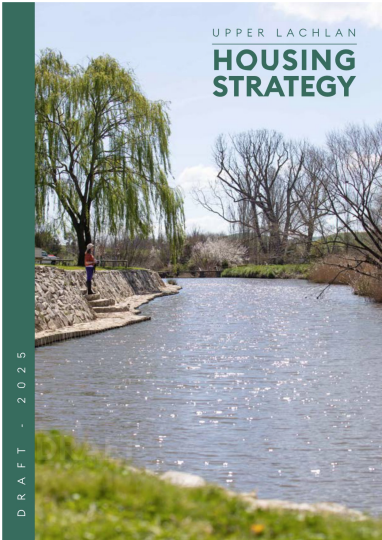 UPPER LACHLAN
HOUSING
STRATEGY
DRAFT - 2025